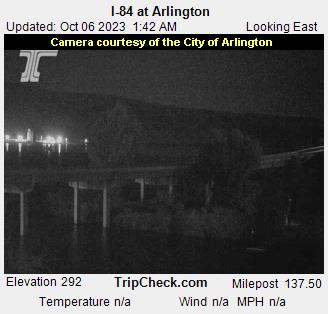 I-84 at Arlington
Updated: Oct 06 2023 1:42 AM Looking East
Camera courtesy of the City of Arlington
Elevation 292 TripCheck.com Milepost 137.50
Temperature n/a Wind n/a MPH n/a